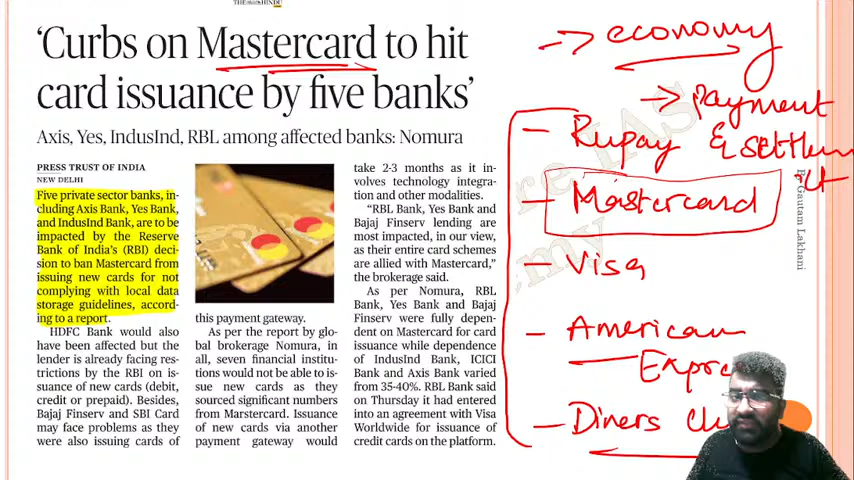 THE HINDU
‘Curbs on Mastercard to hit
card issuance by five banks’
Axis, Yes, IndusInd, RBL among affected banks: Nomura
PRESS TRUST OF INDIA
NEW DELHI
Five private sector banks, in-
cluding Axis Bank, Yes Bank,
and IndusInd Bank, are to be
impacted by the Reserve
Bank of India’s (RBI) deci-
sion to ban Mastercard from
issuing new cards for not
complying with local data
storage guidelines, accord-
ing to a report.
HDFC Bank would also
have been affected but the
lender is already facing res-
trictions by the RBI on is-
suance of new cards (debit,
credit or prepaid). Besides,
Bajaj Finserv and SBI Card
may face problems as they
were also issuing cards of
this payment gateway.
As per the report by glo-
bal brokerage Nomura, in
all, seven financial institu-
tions would not be able to is-
sue new cards as they
sourced significant numbers
from Marstercard. Issuance
of new cards via another
payment gateway would
take 2-3 months as it in-
volves technology integra-
tion and other modalities.
“RBL Bank, Yes Bank and
Bajaj Finserv lending are
most impacted, in our view,
as their entire card schemes
are allied with Mastercard,”
the brokerage said.
As per Nomura, RBL
Bank, Yes Bank and Bajaj
Finserv were fully depen-
dent on Mastercard for card
issuance while dependence
of IndusInd Bank, ICICI
Bank and Axis Bank varied
from 35-40%. RBL Bank said
on Thursday it had entered
into an agreement with Visa
Worldwide for issuance of
credit cards on the platform.
-> economy
-> payment
& settlem
- Rupay
- Mastercard
- Visa
- American
Expre
- Diners Clu
By Gautam Lakhani
IAS